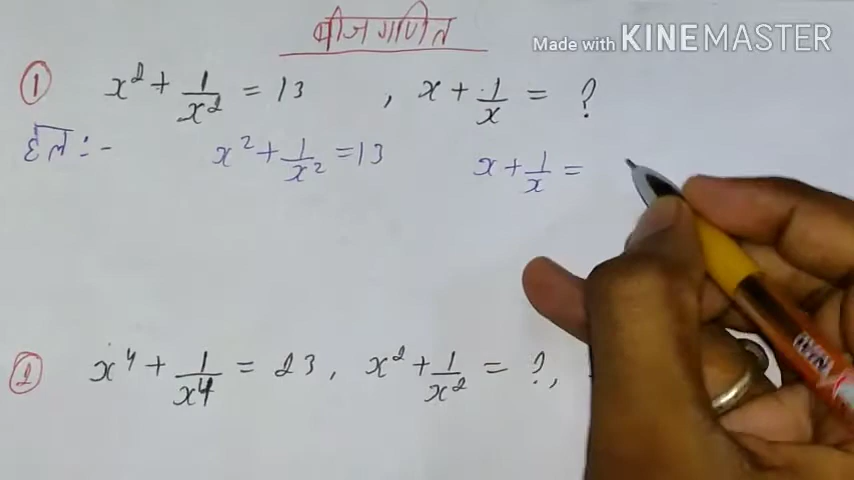 बीजगणित
Made with KINEMASTER
① x² + 1/x² = 13 , x + 1/x = ?
हल :- x² + 1/x² = 13 x + 1/x =
② x⁴ + 1/x⁴ = 23 , x² + 1/x² = ? ,